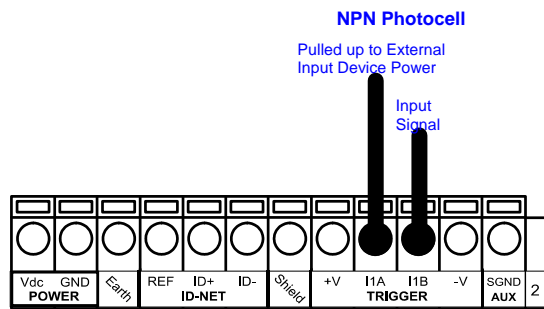 NPN Photocell
Pulled up to External
Input Device Power
Input
Signal
Vdc GND Earth REF ID+ ID- Shield +V I1A I1B -V SGND
POWER ID-NET TRIGGER AUX 2